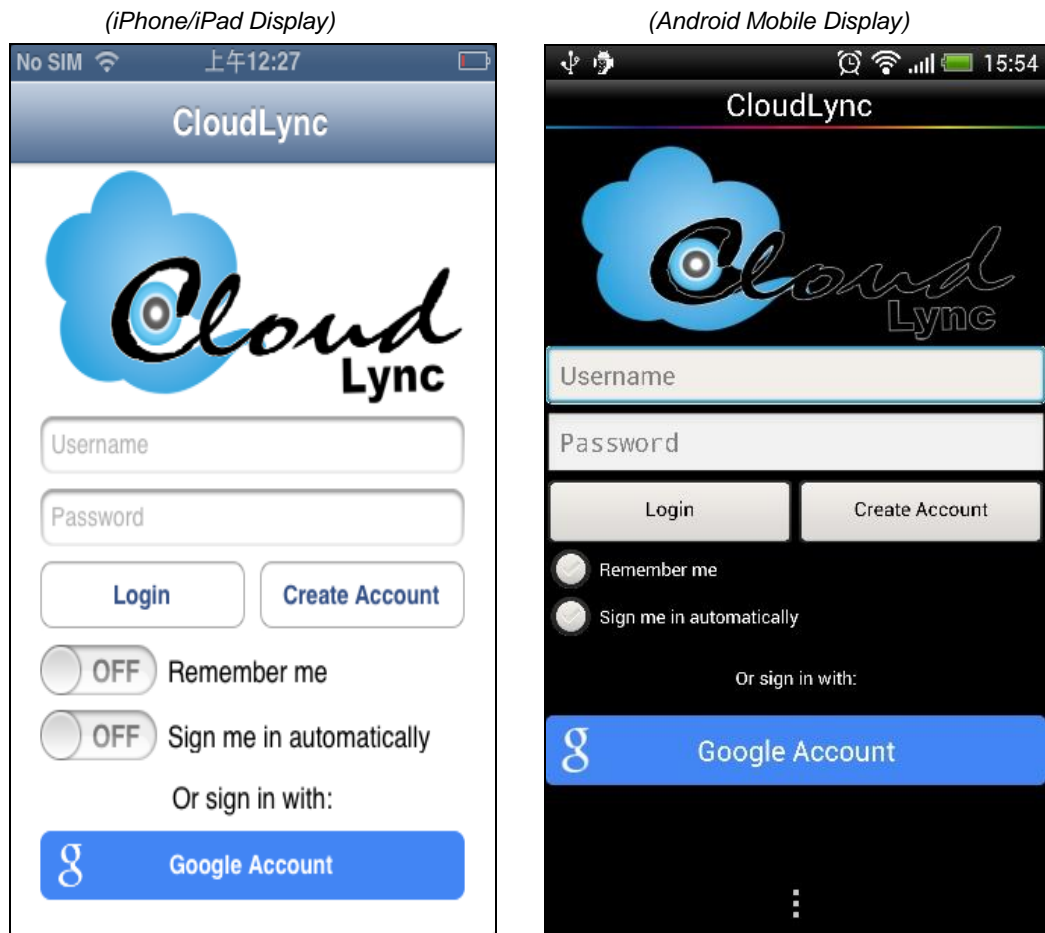 (iPhone/iPad Display)
No SIM 上午12:27
CloudLync
Cloud
Lync
Username
Password
Login Create Account
OFF Remember me
OFF Sign me in automatically
Or sign in with:
g Google Account
(Android Mobile Display)
15:54
CloudLync
Cloud
Lync
Username
Password
Login Create Account
Remember me
Sign me in automatically
Or sign in with:
g Google Account